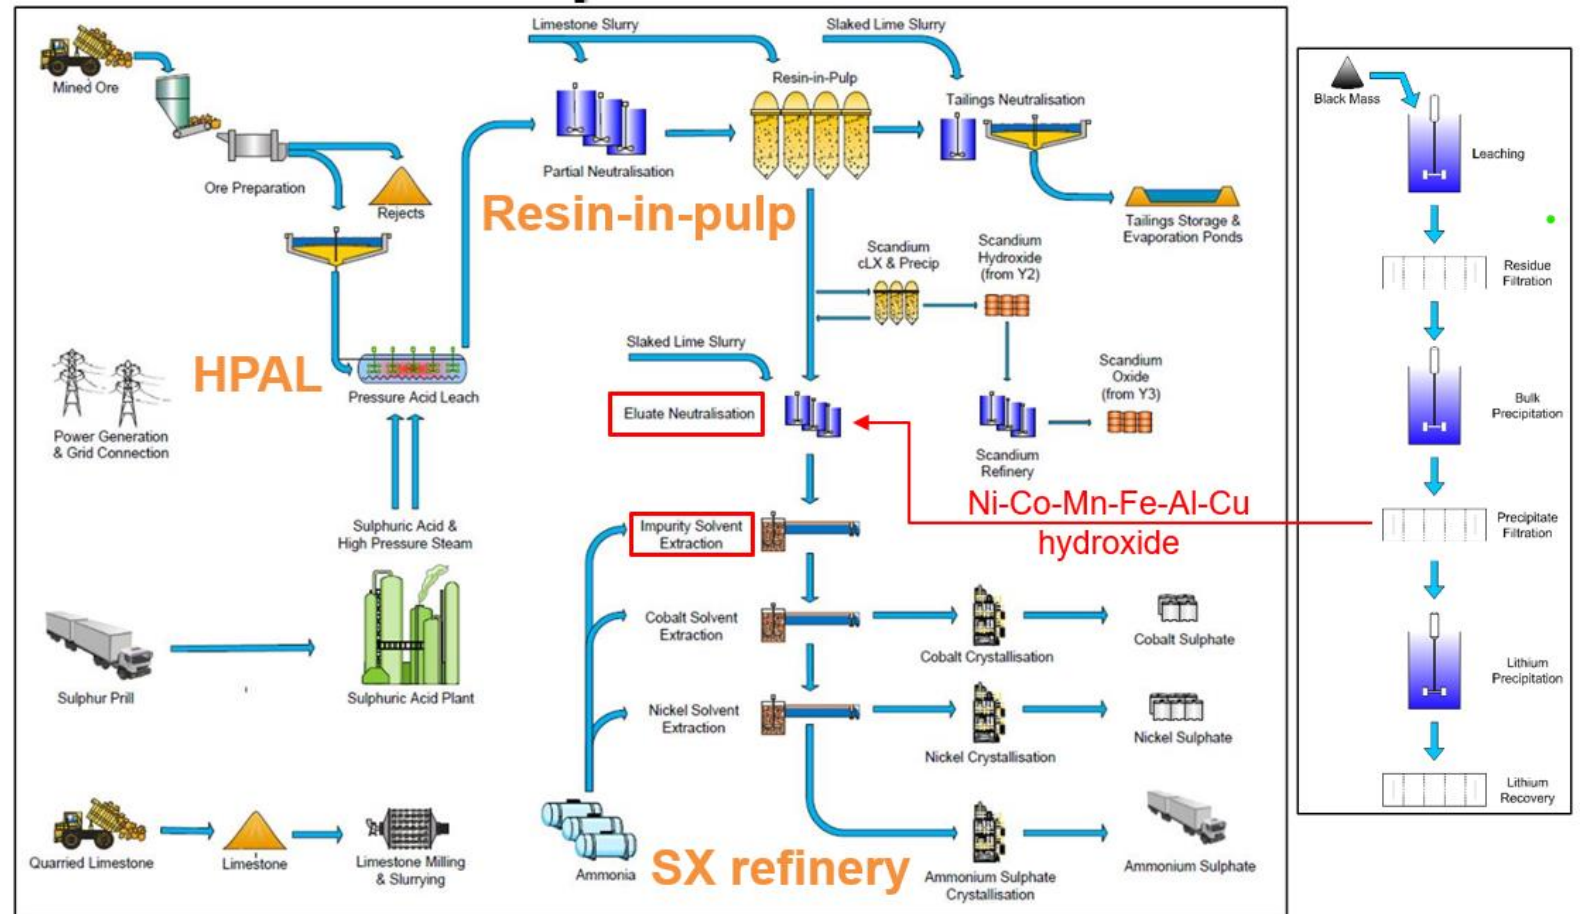 Limestone Slurry
Slaked Lime Slurry
Mined Ore
Resin-in-Pulp
Tailings Neutralisation
Partial Neutralisation
Ore Preparation
Rejects
Resin-in-pulp
Tailings Storage &
Evaporation Ponds
Scandium
cLX & Precip
Scandium
Hydroxide
(from Y2)
Slaked Lime Slurry
HPAL
Pressure Acid Leach
Scandium
Oxide
(from Y3)
Eluate Neutralisation
Power Generation
& Grid Connection
Scandium
Refinery
Ni-Co-Mn-Fe-Al-Cu
hydroxide
Sulphuric Acid &
High Pressure Steam
Impurity Solvent
Extraction
Cobalt Solvent
Extraction
Cobalt Crystallisation
Cobalt Sulphate
Sulphur Prill
Sulphuric Acid Plant
Nickel Solvent
Extraction
Nickel Crystallisation
Nickel Sulphate
Quarried Limestone
Limestone
Limestone Milling
& Slurrying
Ammonia
SX refinery
Ammonium Sulphate
Crystallisation
Ammonium Sulphate
Black Mass
Leaching
Residue
Filtration
Bulk
Precipitation
Precipitate
Filtration
Lithium
Precipitation
Lithium
Recovery